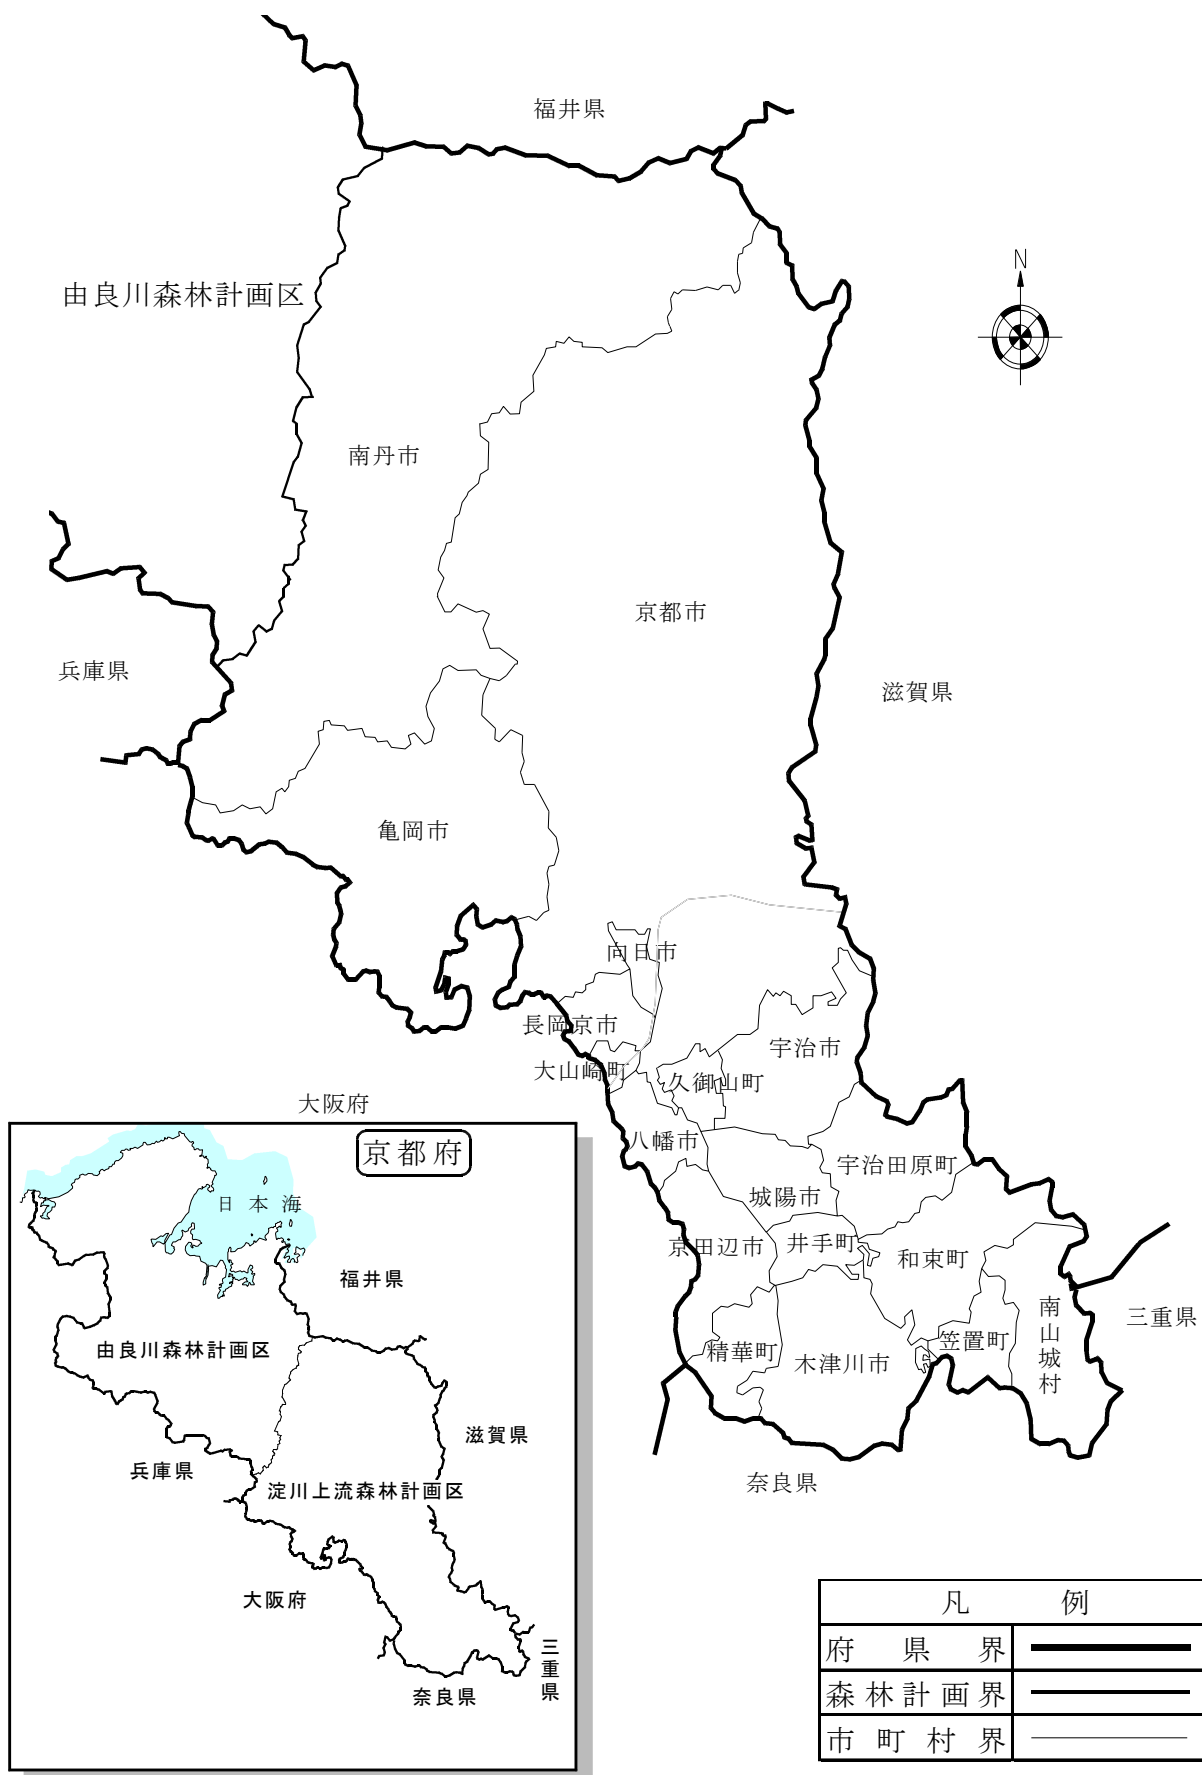 福井県
N
由良川森林計画区
南丹市
京都市
兵庫県
滋賀県
亀岡市
向日市
長岡京市
宇治市
大山崎町
久御山町
大阪府
八幡市
宇治田原町
城陽市
京田辺市
井手町
和束町
南山城村
三重県
笠置町
精華町
木津川市
奈良県
京都府
日本海
福井県
由良川森林計画区
滋賀県
兵庫県
淀川上流森林計画区
大阪府
三重県
奈良県
凡例
府県界
森林計画界
市町村界